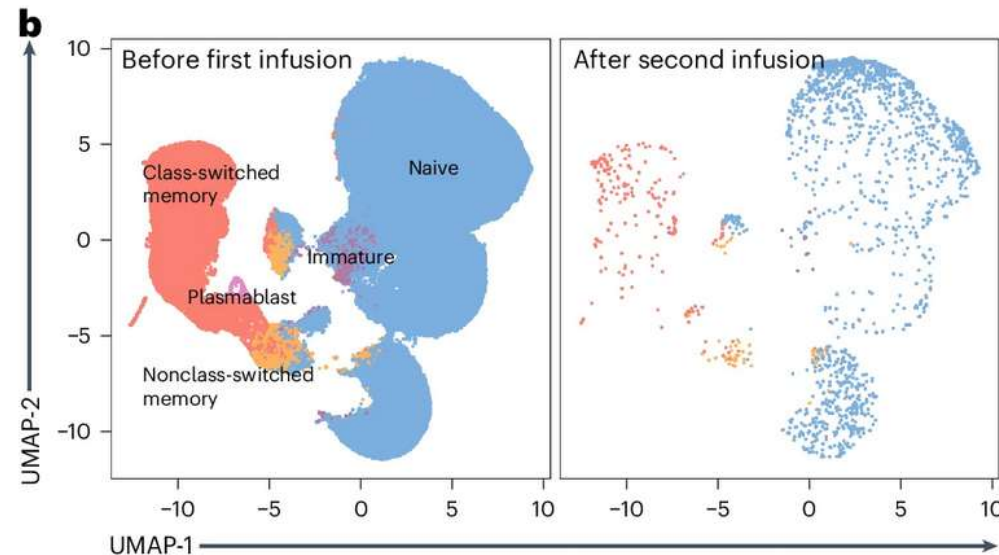 b
Before first infusion
After second infusion
10
5
0
−5
−10
UMAP-2
Class-switched
memory
Naive
Immature
Plasmablast
Nonclass-switched
memory
−10 −5 0 5 10
−10 −5 0 5 10
UMAP-1